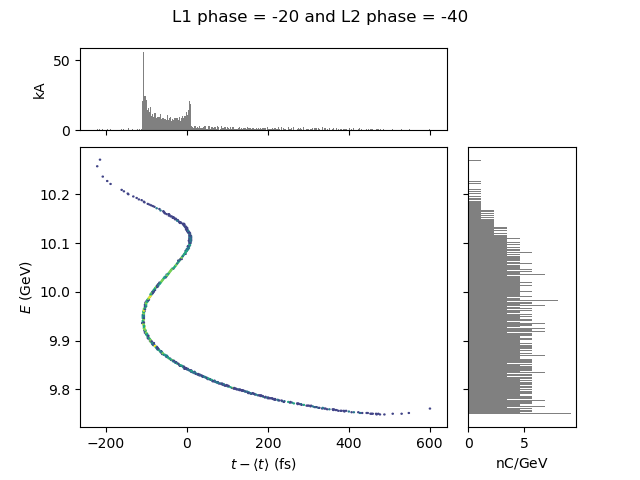 L1 phase = -20 and L2 phase = -40
50
0
kA
10.2
10.1
10.0
9.9
9.8
E (GeV)
−200 0 200 400 600
t − ⟨t⟩ (fs)
0 5
nC/GeV